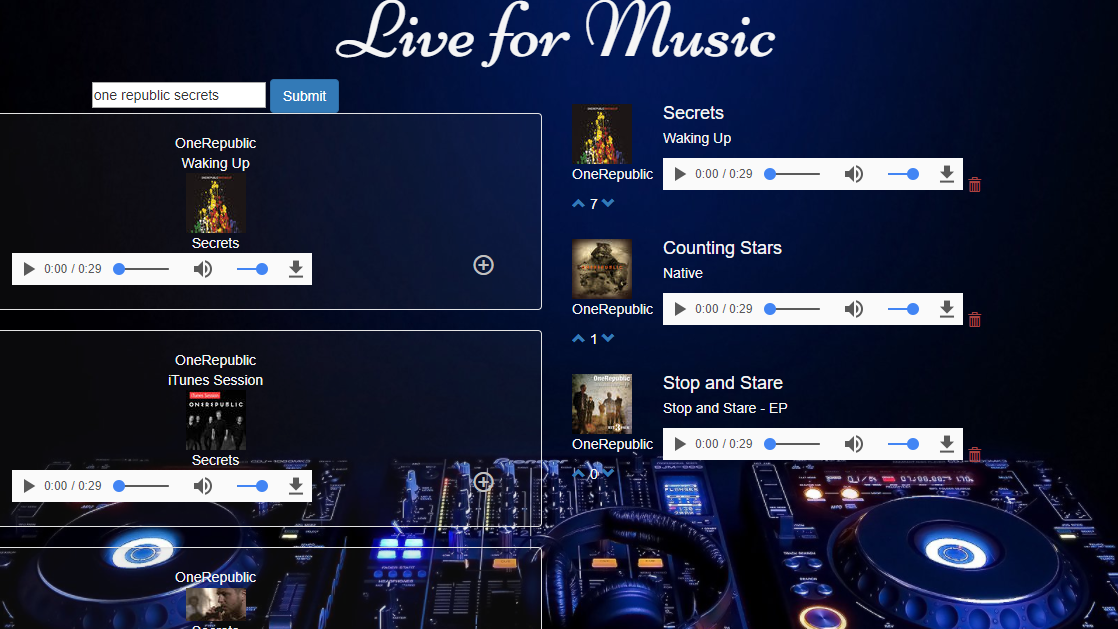 Live for Music
one republic secrets
Submit
OneRepublic
Waking Up
Secrets
0:00 / 0:29
OneRepublic
iTunes Session
ONEREPUBLIC
Secrets
0:00 / 0:29
OneRepublic
Secrets
Secrets
Waking Up
OneRepublic
0:00 / 0:29
7
Counting Stars
Native
OneRepublic
0:00 / 0:29
1
Stop and Stare
Stop and Stare - EP
OneRepublic
OneRepublic
0:00 / 0:29
0